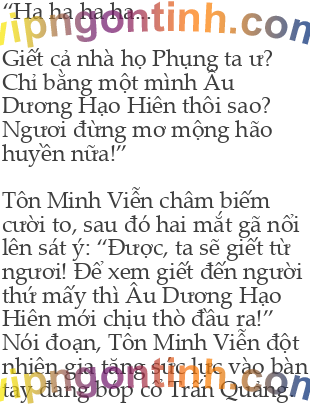 “Ha ha ha ha...
vipngontinh.com
Giết cả nhà họ Phụng ta ư?
Chỉ bằng một mình Âu
Dương Hạo Hiên thôi sao?
Ngươi đừng mơ mộng hão
huyền nữa!”
Tôn Minh Viễn châm biếm
cười to, sau đó hai mắt gã nổi
lên sát ý: “Được, ta sẽ giết từ
ngươi! Để xem giết đến người
thứ mấy thì Âu Dương Hạo
Hiên mới chịu thò đầu ra!”
Nói đoạn, Tôn Minh Viễn đột
nhiên gia tăng sức lực vào bàn
vipngontinh.com
tay đang bóp cổ Trần Quảng.